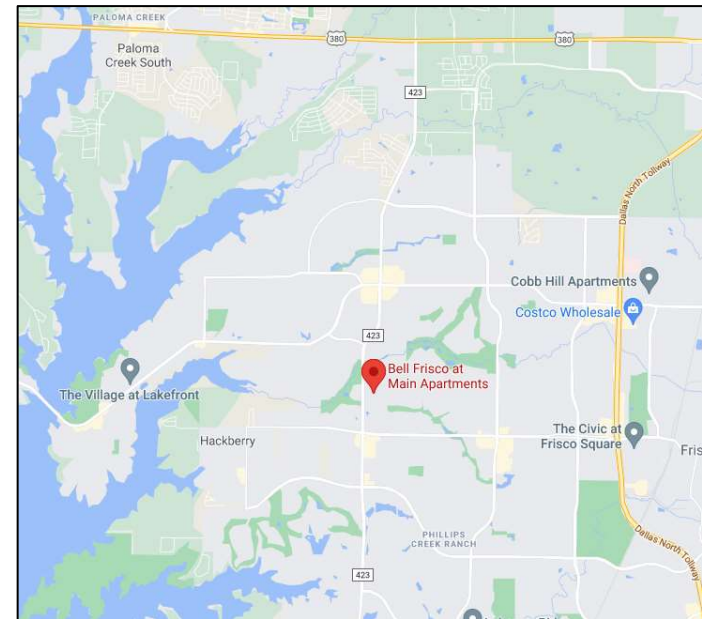 PALOMA CREEK
Paloma
Creek South
380
380
423
Dallas North Tollway
Cobb Hill Apartments
Costco Wholesale
423
Bell Frisco at
Main Apartments
The Village at Lakefront
Hackberry
The Civic at
Frisco Square
Fris
PHILLIPS
CREEK RANCH
Dallas North Tollway
423